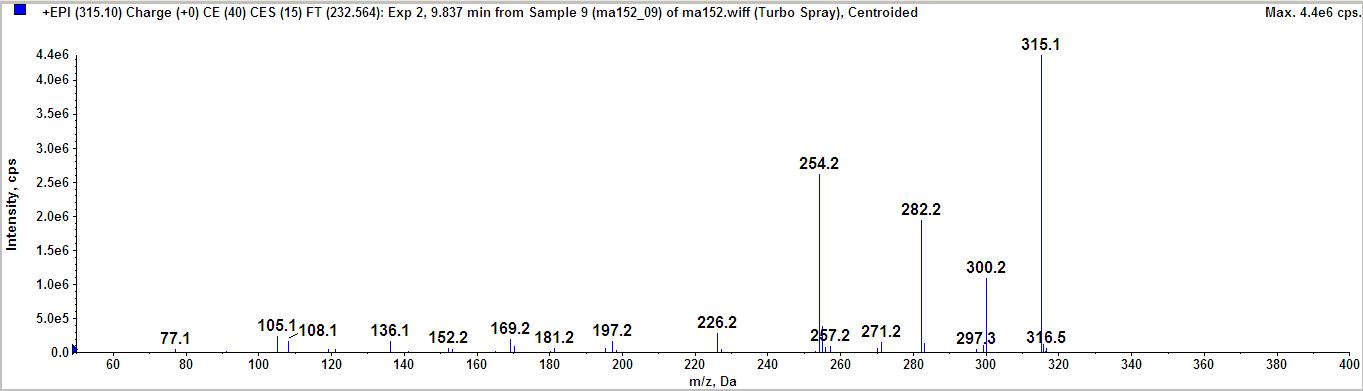 +EPI (315.10) Charge (+0) CE (40) CES (15) FT (232.564): Exp 2, 9.837 min from Sample 9 (ma152_09) of ma152.wiff (Turbo Spray), Centroided
Max. 4.4e6 cps.
Intensity, cps
4.4e6
4.0e6
3.5e6
3.0e6
2.5e6
2.0e6
1.5e6
1.0e6
5.0e5
0.0
77.1
105.1
108.1
136.1
152.2
169.2
181.2
197.2
226.2
254.2
257.2
271.2
282.2
297.3
300.2
315.1
316.5
60 80 100 120 140 160 180 200 220 240 260 280 300 320 340 360 380 400
m/z, Da